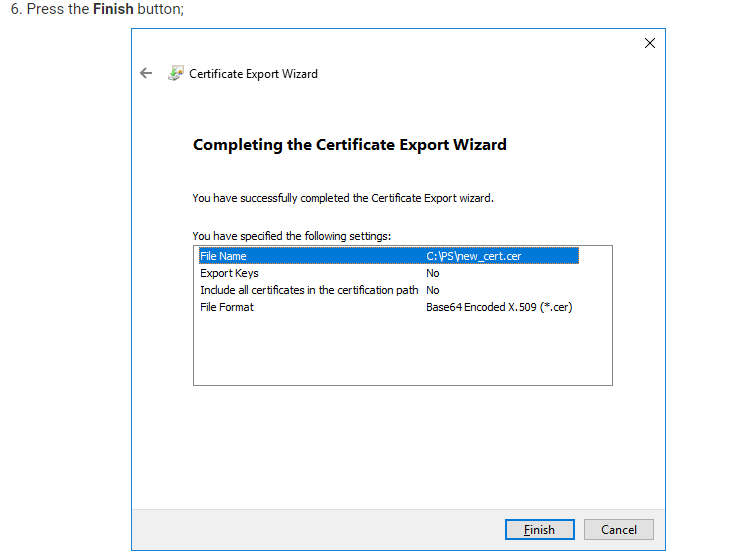 6. Press the Finish button;
Certificate Export Wizard
Completing the Certificate Export Wizard
You have successfully completed the Certificate Export wizard.
You have specified the following settings:
File Name C:\PS\new_cert.cer
Export Keys No
Include all certificates in the certification path No
File Format Base64 Encoded X.509 (*.cer)
Finish Cancel